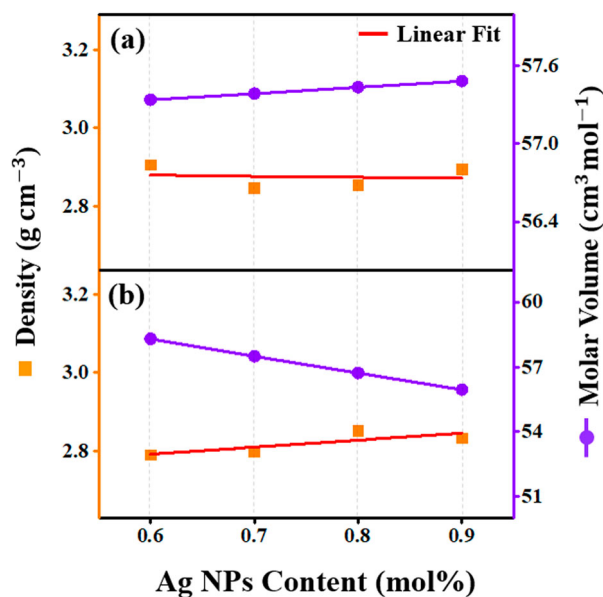 (a)
Linear Fit
3.2
3.0
2.8
57.6
57.0
56.4
(b)
3.2
3.0
2.8
60
57
54
51
0.6 0.7 0.8 0.9
Ag NPs Content (mol%)
Density (g cm⁻³)
Molar Volume (cm³ mol⁻¹)